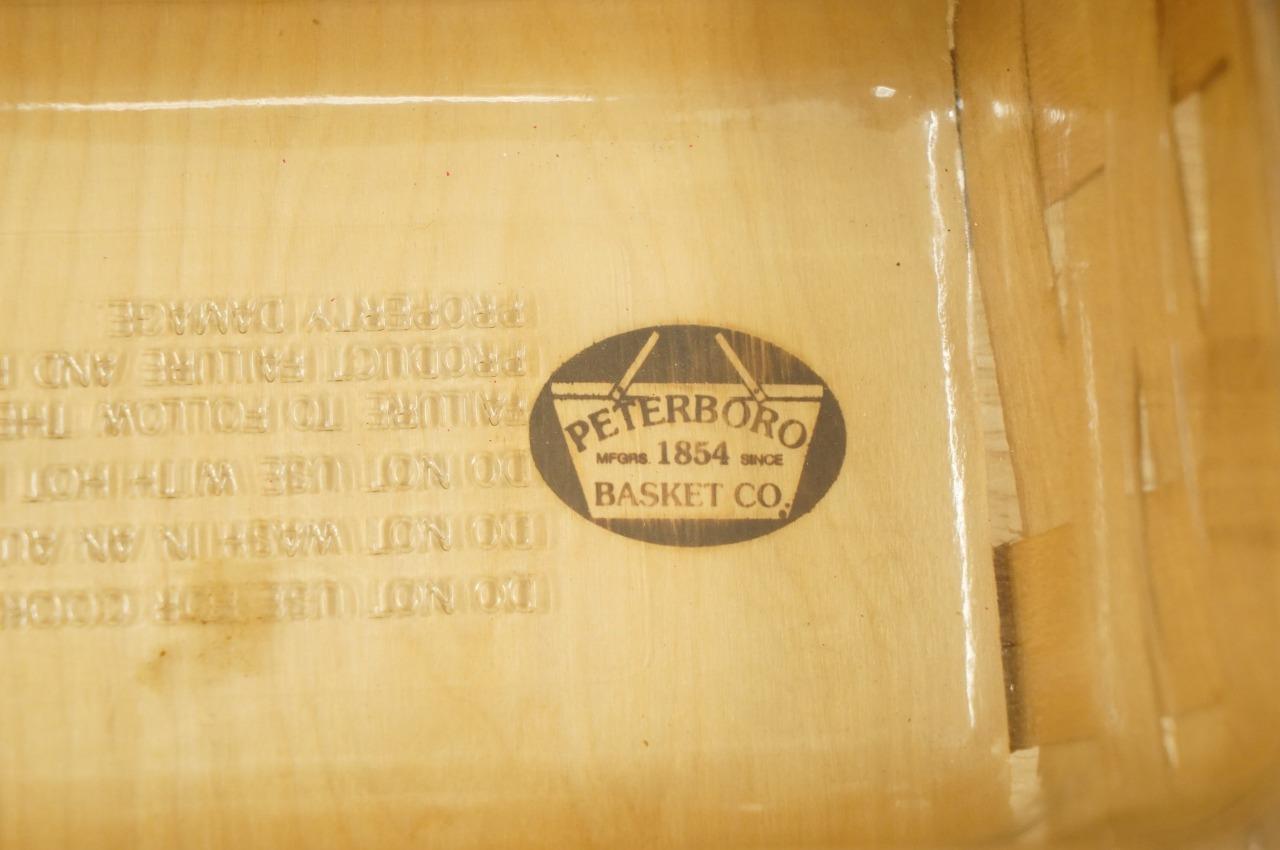 PETERBORO
MFGRS. 1854 SINCE
BASKET CO.
DO NOT USE FOR
DO NOT WASH IN AN
DO NOT USE WITH HOT
FAILURE TO FOLLOW THE
PRODUCT FAILURE AND
PROPERTY DAMAGE